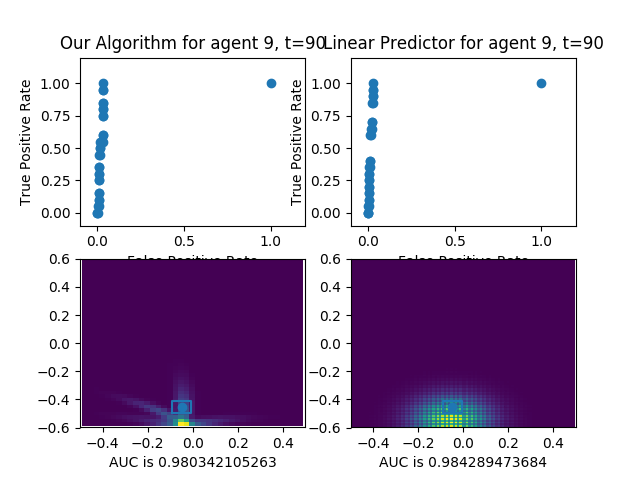 Our Algorithm for agent 9, t=90
Linear Predictor for agent 9, t=90
True Positive Rate
1.00
0.75
0.50
0.25
0.00
0.0 0.5 1.0
False Positive Rate
True Positive Rate
1.00
0.75
0.50
0.25
0.00
0.0 0.5 1.0
False Positive Rate
0.6
0.4
0.2
0.0
−0.2
−0.4
−0.6
−0.4 −0.2 0.0 0.2 0.4
AUC is 0.980342105263
0.6
0.4
0.2
0.0
−0.2
−0.4
−0.6
−0.4 −0.2 0.0 0.2 0.4
AUC is 0.984289473684